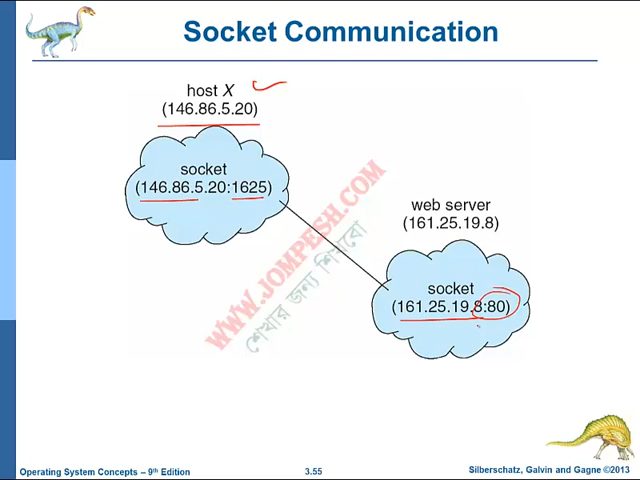 Socket Communication
host X
(146.86.5.20)
socket
(146.86.5.20:1625)
web server
(161.25.19.8)
socket
(161.25.19.8:80)
WWW.JOMPESH.COM
শেখার জন্য শিখবো
Operating System Concepts – 9th Edition
3.55
Silberschatz, Galvin and Gagne ©2013